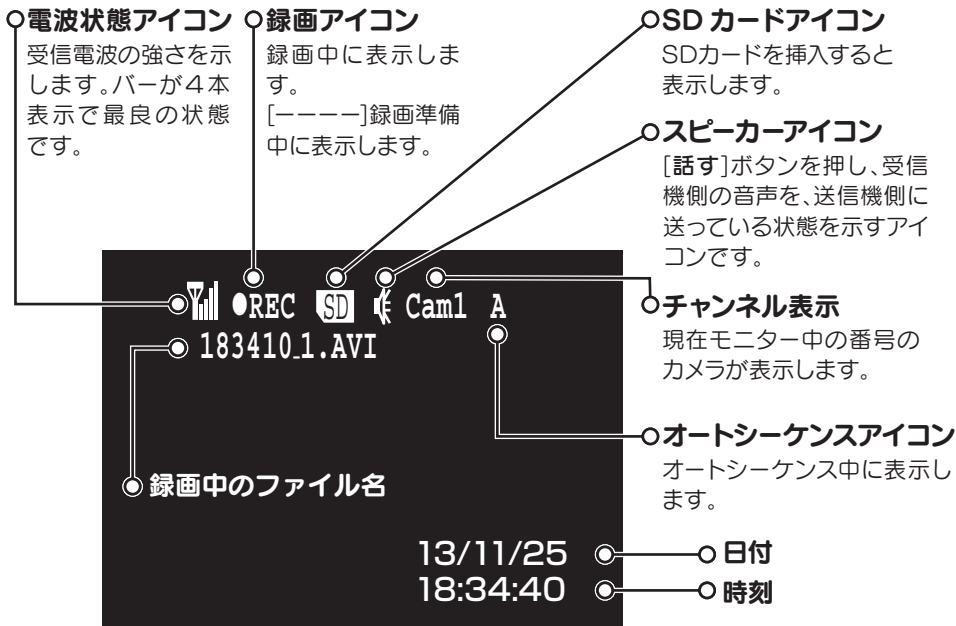 電波状態アイコン
受信電波の強さを示
します。バーが４本
表示で最良の状態
です。
録画アイコン
録画中に表示しま
す。
[ーーーー]録画準備
中に表示します。
SD カードアイコン
SDカードを挿入すると
表示します。
スピーカーアイコン
[話す]ボタンを押し、受信
機側の音声を、送信機側に
送っている状態を示すアイ
コンです。
チャンネル表示
現在モニター中の番号の
カメラが表示します。
オートシーケンスアイコン
オートシーケンス中に表示し
ます。
●REC SD Cam1 A
183410_1.AVI
録画中のファイル名
13/11/25
18:34:40
日付
時刻